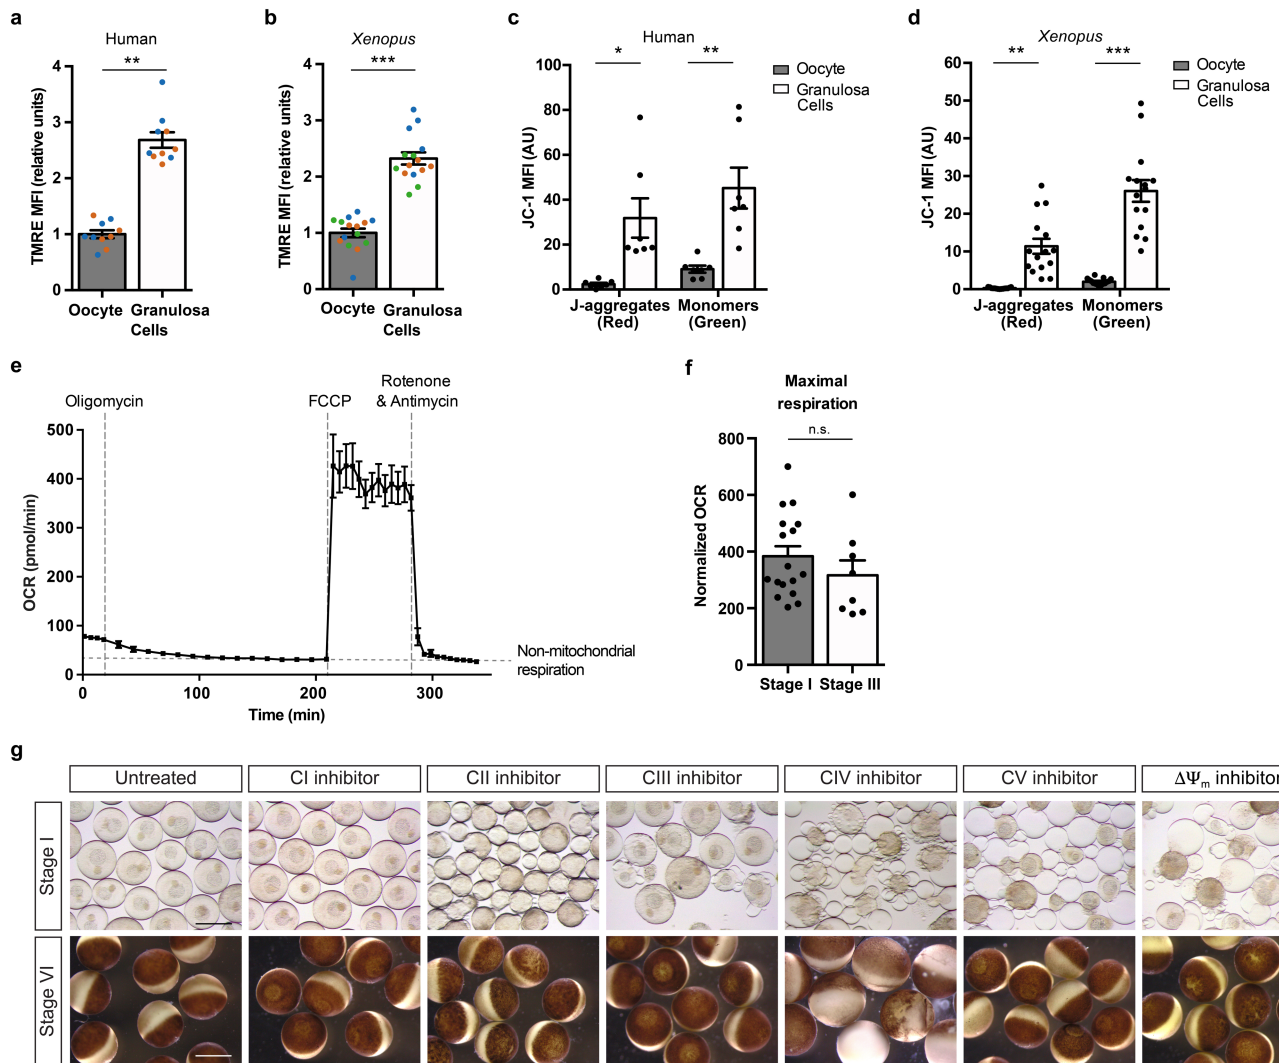 a
Human
**
TMRE MFI (relative units)
4
3
2
1
0
Oocyte
Granulosa
Cells
b
Xenopus
***
TMRE MFI (relative units)
4
3
2
1
0
Oocyte
Granulosa
Cells
c
Human
*
**
Oocyte
Granulosa
Cells
JC-1 MFI (AU)
100
80
60
40
20
0
J-aggregates
(Red)
Monomers
(Green)
d
Xenopus
**
***
Oocyte
Granulosa
Cells
JC-1 MFI (AU)
60
50
40
30
20
10
0
J-aggregates
(Red)
Monomers
(Green)
e
Oligomycin
FCCP
Rotenone
& Antimycin
OCR (pmol/min)
500
400
300
200
100
0
0
100
200
300
Time (min)
Non-mitochondrial
respiration
f
Maximal
respiration
n.s.
Normalized OCR
800
600
400
200
0
Stage I
Stage III
g
Untreated
CI inhibitor
CII inhibitor
CIII inhibitor
CIV inhibitor
CV inhibitor
ΔΨm inhibitor
Stage I
Stage VI